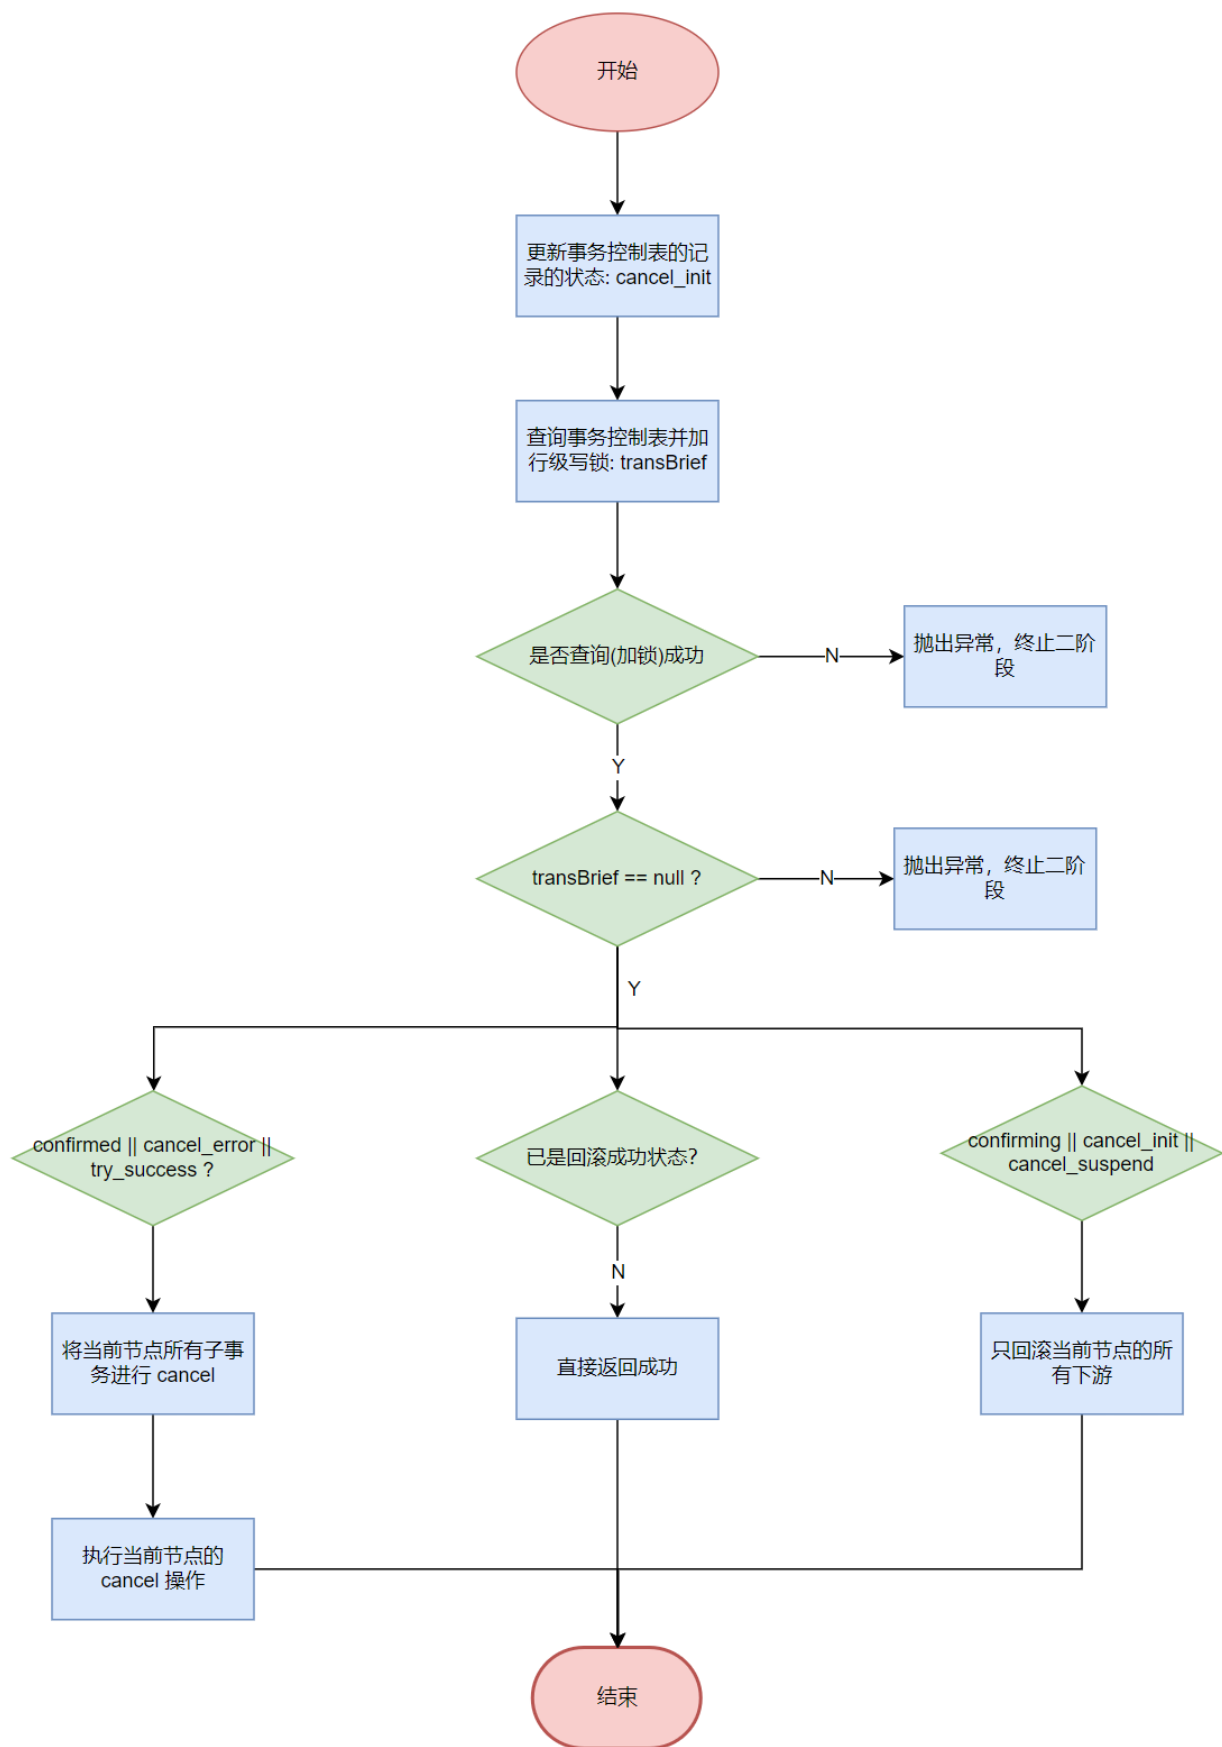 开始
更新事务控制表的记
录的状态: cancel_init
查询事务控制表并加
行级写锁: transBrief
是否查询(加锁)成功
N
抛出异常，终止二阶
段
Y
transBrief == null ?
N
抛出异常，终止二阶
段
Y
confirmed || cancel_error ||
try_success ?
已是回滚成功状态?
confirming || cancel_init ||
cancel_suspend
N
将当前节点所有子事
务进行 cancel
直接返回成功
只回滚当前节点的所
有下游
执行当前节点的
cancel 操作
结束